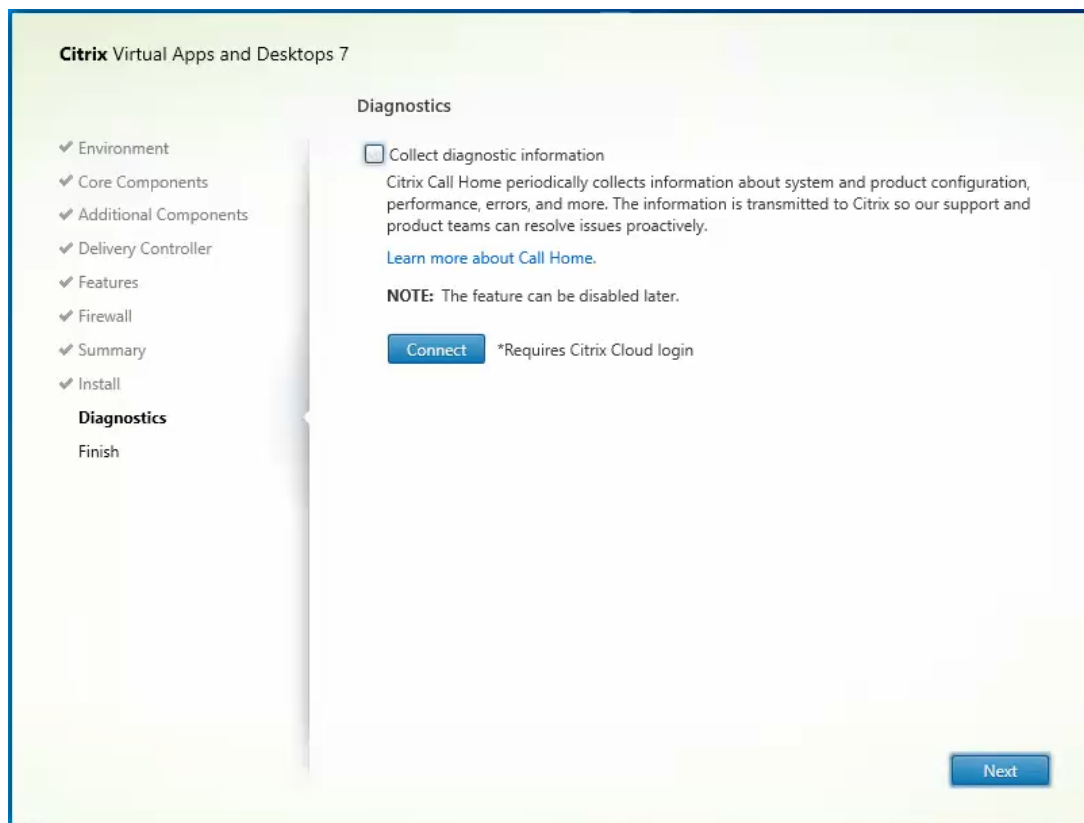 Citrix Virtual Apps and Desktops 7
Environment
Core Components
Additional Components
Delivery Controller
Features
Firewall
Summary
Install
Diagnostics
Finish
Diagnostics
Collect diagnostic information
Citrix Call Home periodically collects information about system and product configuration,
performance, errors, and more. The information is transmitted to Citrix so our support and
product teams can resolve issues proactively.
Learn more about Call Home.
NOTE: The feature can be disabled later.
Connect *Requires Citrix Cloud login
Next